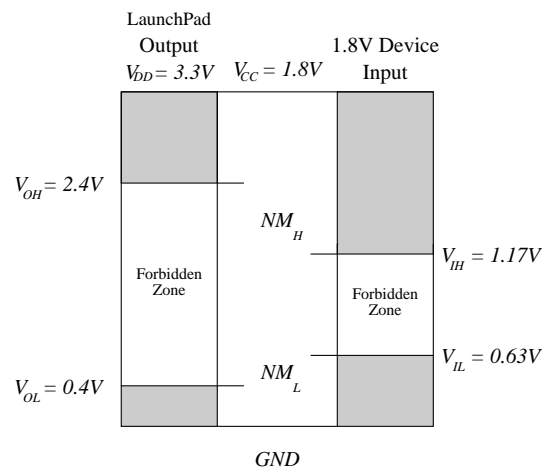 LaunchPad
Output
V_DD = 3.3V
V_CC = 1.8V
1.8V Device
Input
V_OH = 2.4V
NM_H
V_IH = 1.17V
Forbidden
Zone
Forbidden
Zone
V_IL = 0.63V
V_OL = 0.4V
NM_L
GND